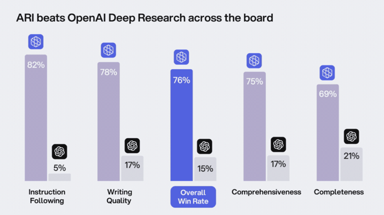 ARI beats OpenAI Deep Research across the board
82%
5%
78%
17%
76%
15%
75%
17%
69%
21%
Instruction
Following
Writing
Quality
Overall
Win Rate
Comprehensiveness
Completeness